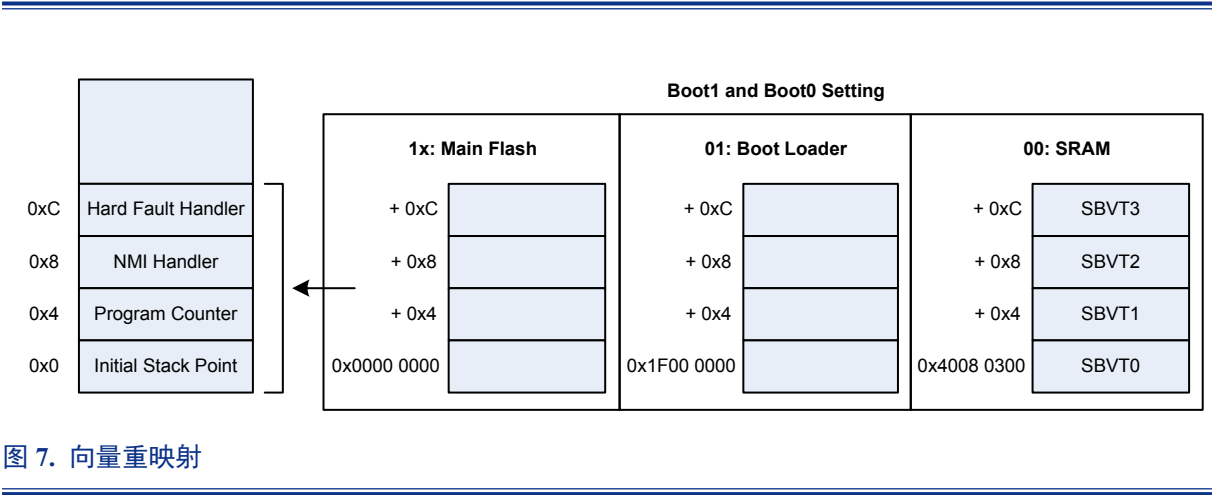 Boot1 and Boot0 Setting
1x: Main Flash
01: Boot Loader
00: SRAM
0xC Hard Fault Handler + 0xC + 0xC + 0xC SBVT3
0x8 NMI Handler + 0x8 + 0x8 + 0x8 SBVT2
0x4 Program Counter + 0x4 + 0x4 + 0x4 SBVT1
0x0 Initial Stack Point 0x0000 0000 0x1F00 0000 0x4008 0300 SBVT0
图 7. 向量重映射